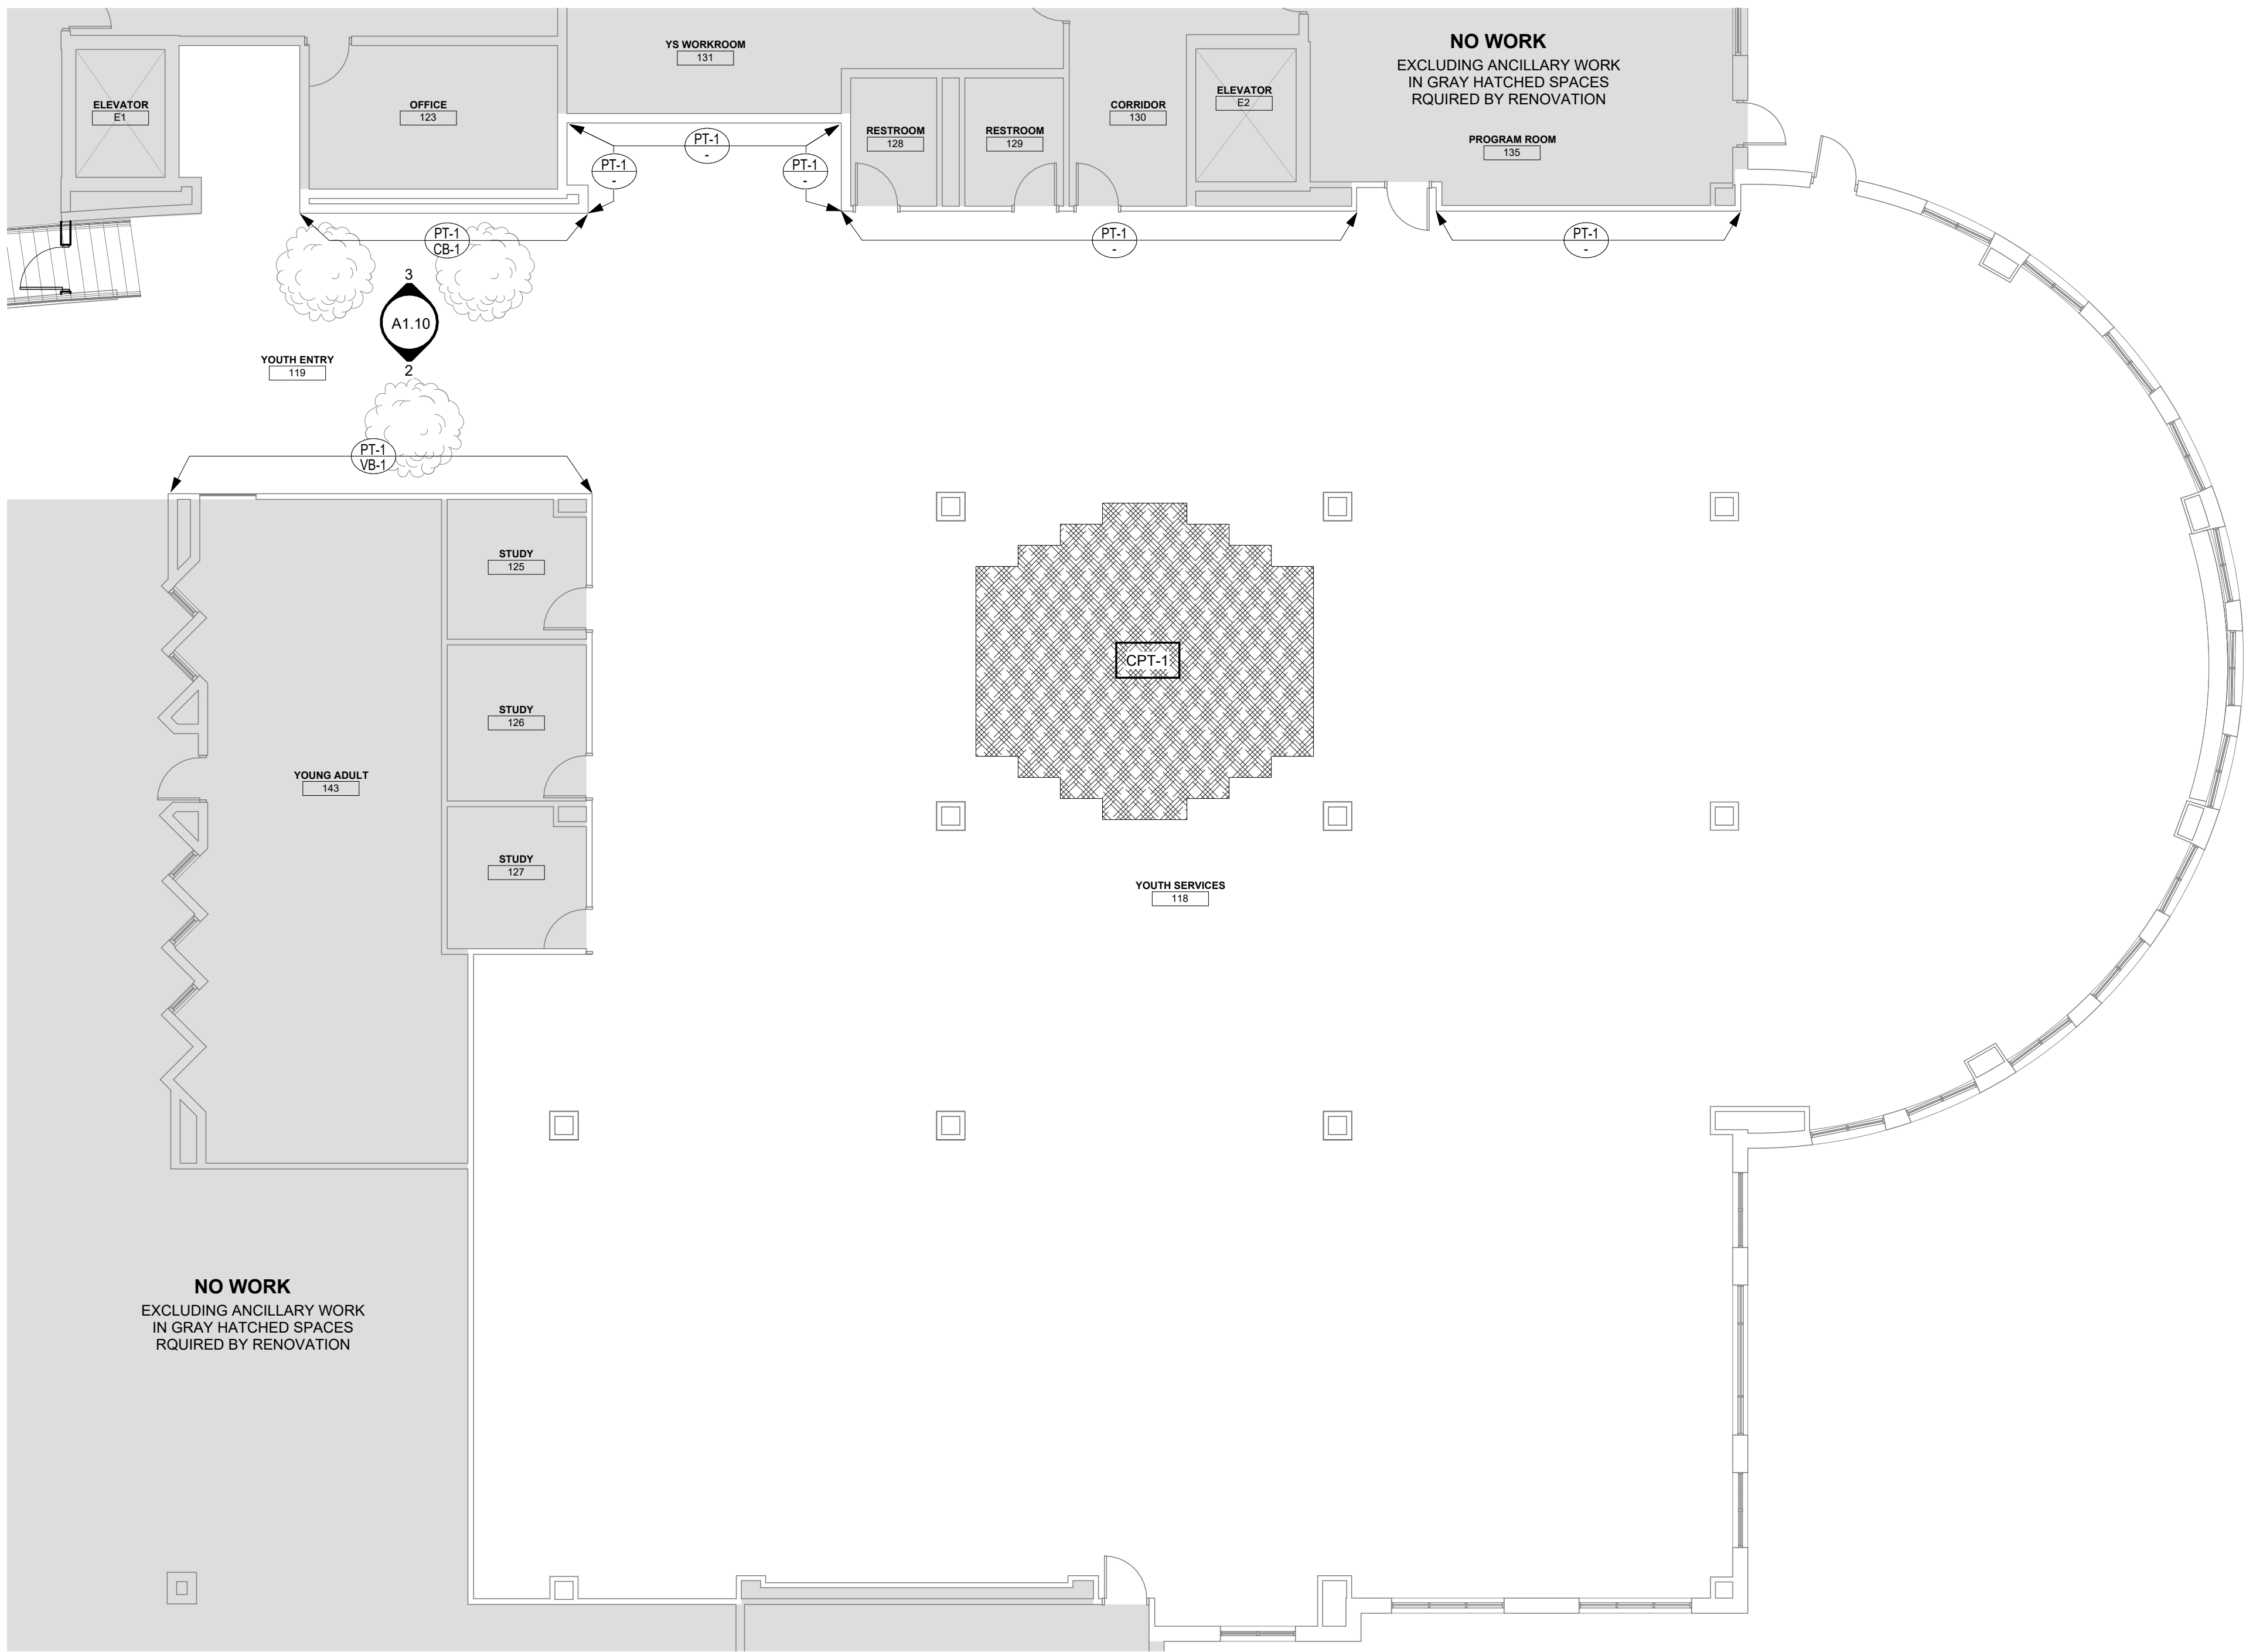 YS WORKROOM
131
NO WORK
EXCLUDING ANCILLARY WORK
IN GRAY HATCHED SPACES
RQUIRED BY RENOVATION
ELEVATOR
E1
OFFICE
123
RESTROOM
128
RESTROOM
129
CORRIDOR
130
ELEVATOR
E2
PROGRAM ROOM
135
PT-1
-
PT-1
-
PT-1
-
PT-1
CB-1
PT-1
-
PT-1
-
3
A1.10
2
YOUTH ENTRY
119
PT-1
VB-1
STUDY
125
CPT-1
STUDY
126
YOUNG ADULT
143
STUDY
127
YOUTH SERVICES
118
NO WORK
EXCLUDING ANCILLARY WORK
IN GRAY HATCHED SPACES
RQUIRED BY RENOVATION